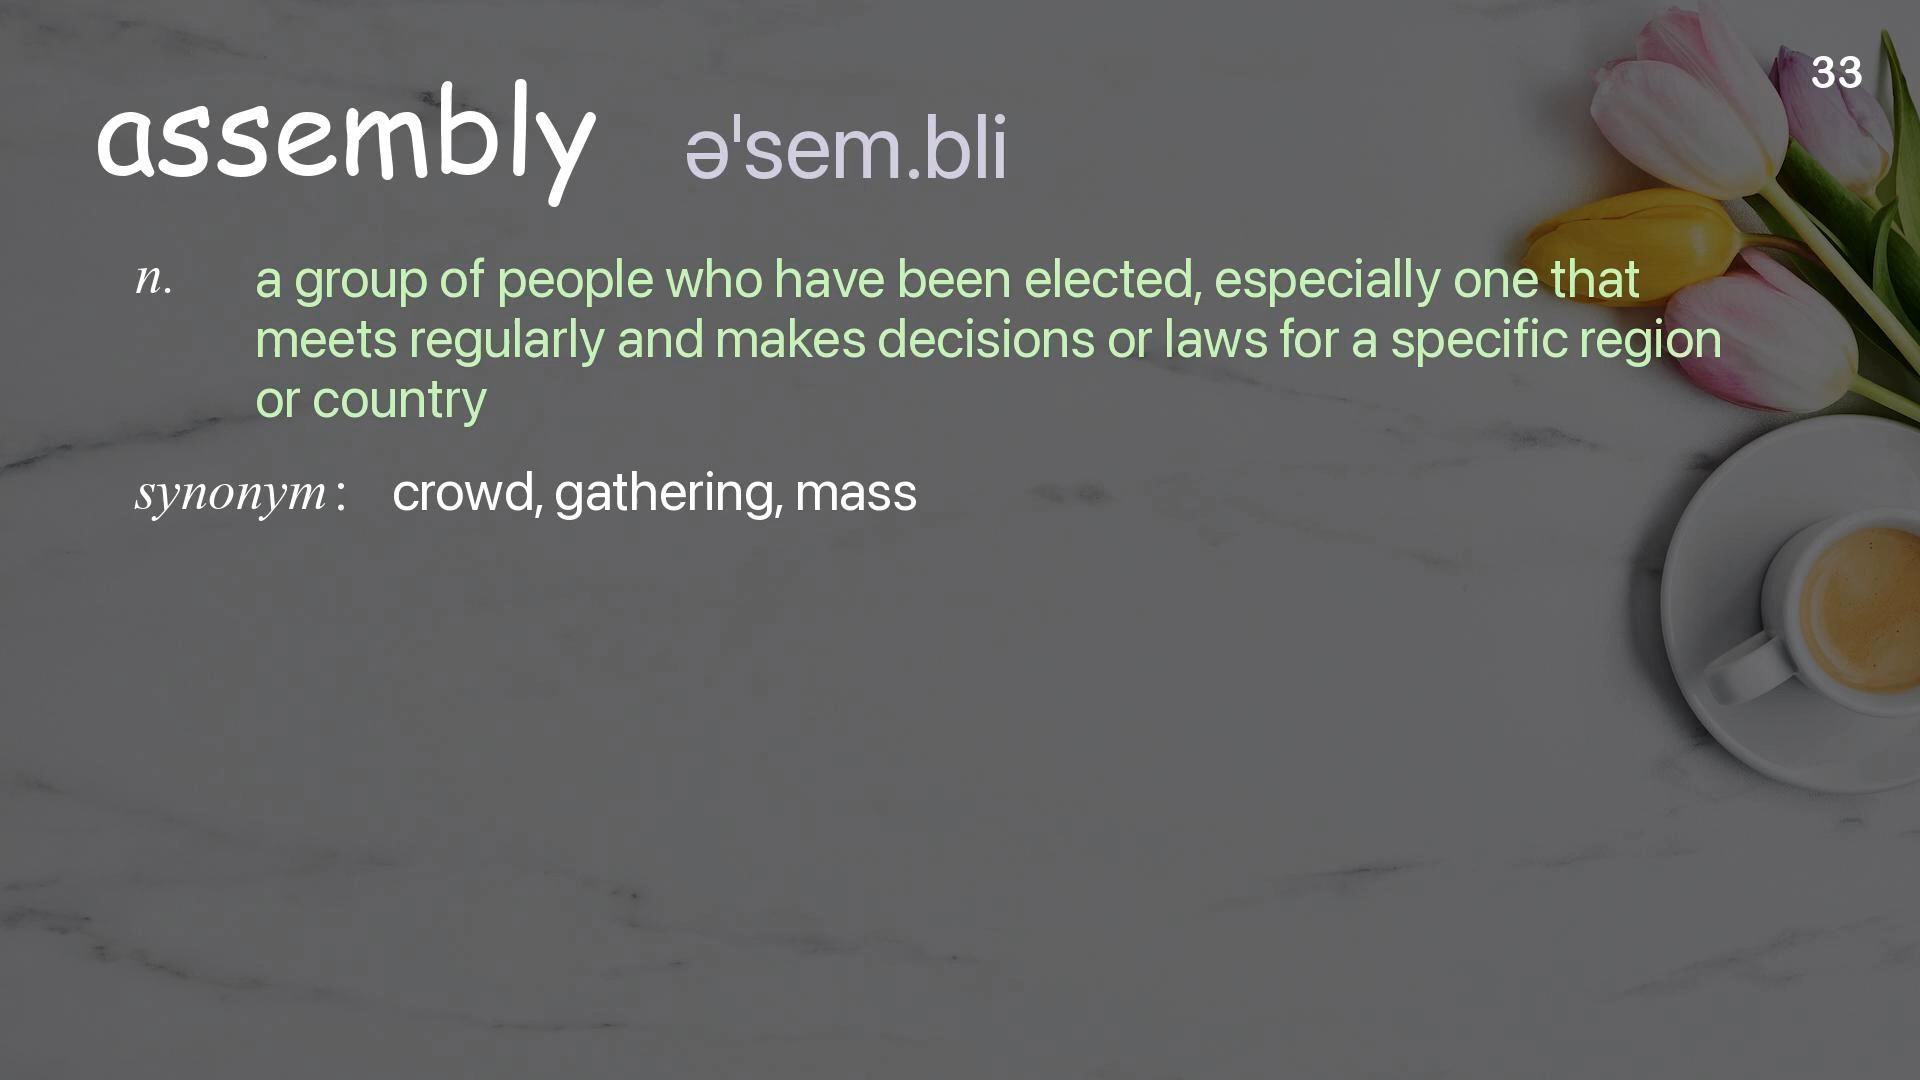 33
assembly əˈsem.bli
n. a group of people who have been elected, especially one that
meets regularly and makes decisions or laws for a specific region
or country
synonym: crowd, gathering, mass